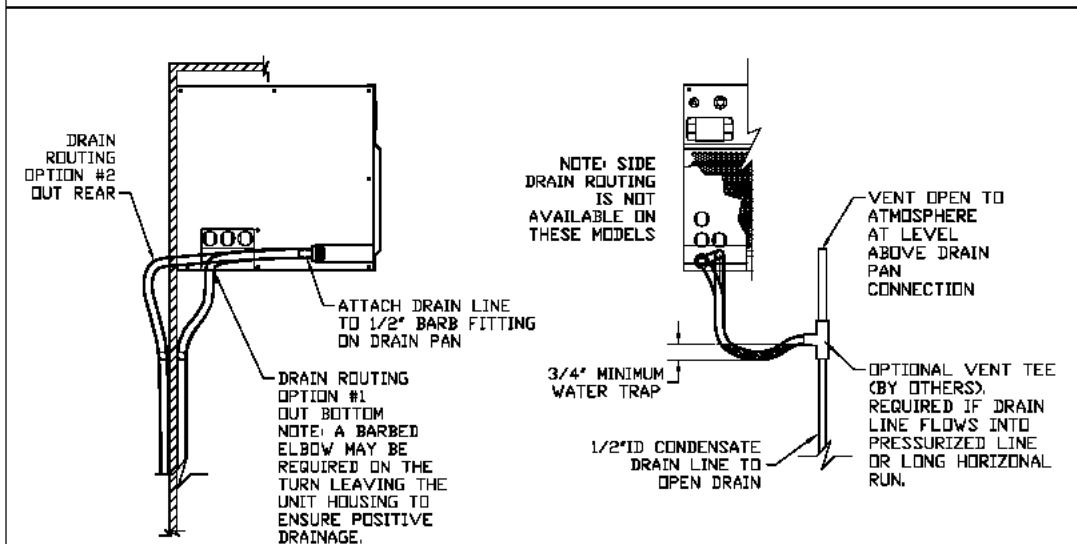 DRAIN
ROUTING
OPTION #2
OUT REAR
ATTACH DRAIN LINE
TO 1/2" BARB FITTING
ON DRAIN PAN
DRAIN ROUTING
OPTION #1
OUT BOTTOM
NOTE: A BARBED
ELBOW MAY BE
REQUIRED ON THE
TURN LEAVING THE
UNIT HOUSING TO
ENSURE POSITIVE
DRAINAGE.
NOTE: SIDE
DRAIN ROUTING
IS NOT
AVAILABLE ON
THESE MODELS
VENT OPEN TO
ATMOSPHERE
AT LEVEL
ABOVE DRAIN
PAN
CONNECTION
3/4" MINIMUM
WATER TRAP
1/2"ID CONDENSATE
DRAIN LINE TO
OPEN DRAIN
OPTIONAL VENT TEE
(BY OTHERS).
REQUIRED IF DRAIN
LINE FLOWS INTO
PRESSURIZED LINE
OR LONG HORIZONAL
RUN.